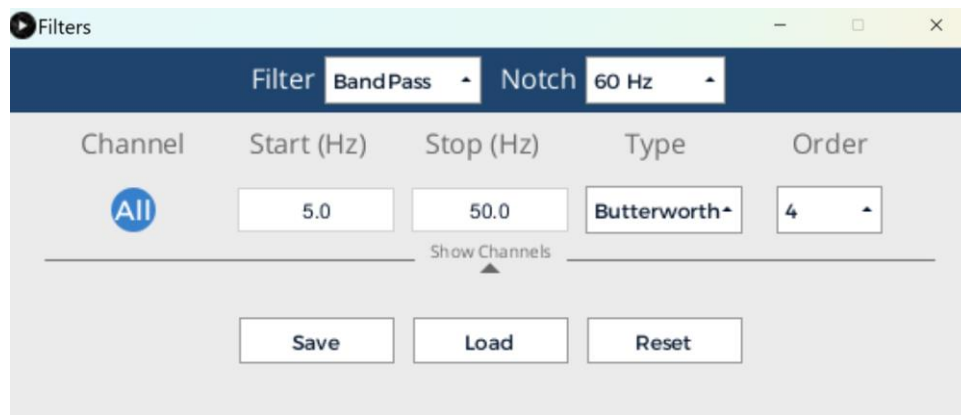 Filters
Filter BandPass Notch 60 Hz
Channel Start (Hz) Stop (Hz) Type Order
All 5.0 50.0 Butterworth 4
Show Channels
Save Load Reset